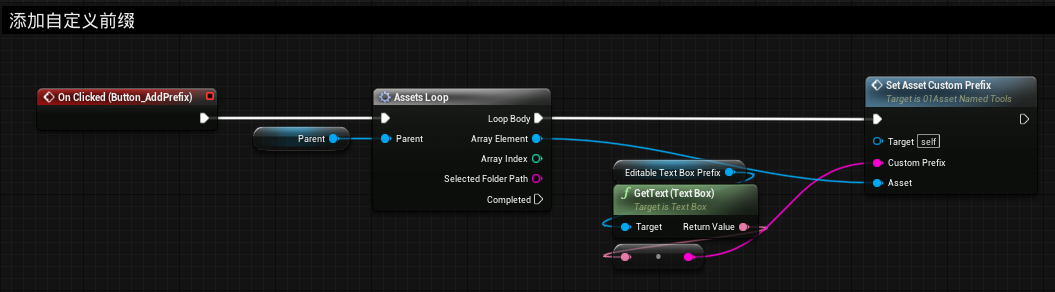 添加自定义前缀
On Clicked (Button_AddPrefix)
Assets Loop
Set Asset Custom Prefix
Target is 01Asset Named Tools
Loop Body
Parent
Parent
Array Element
Target
self
Array Index
Custom Prefix
Editable Text Box Prefix
Selected Folder Path
Asset
GetText (Text Box)
Completed
Target is Text Box
Target
Return Value